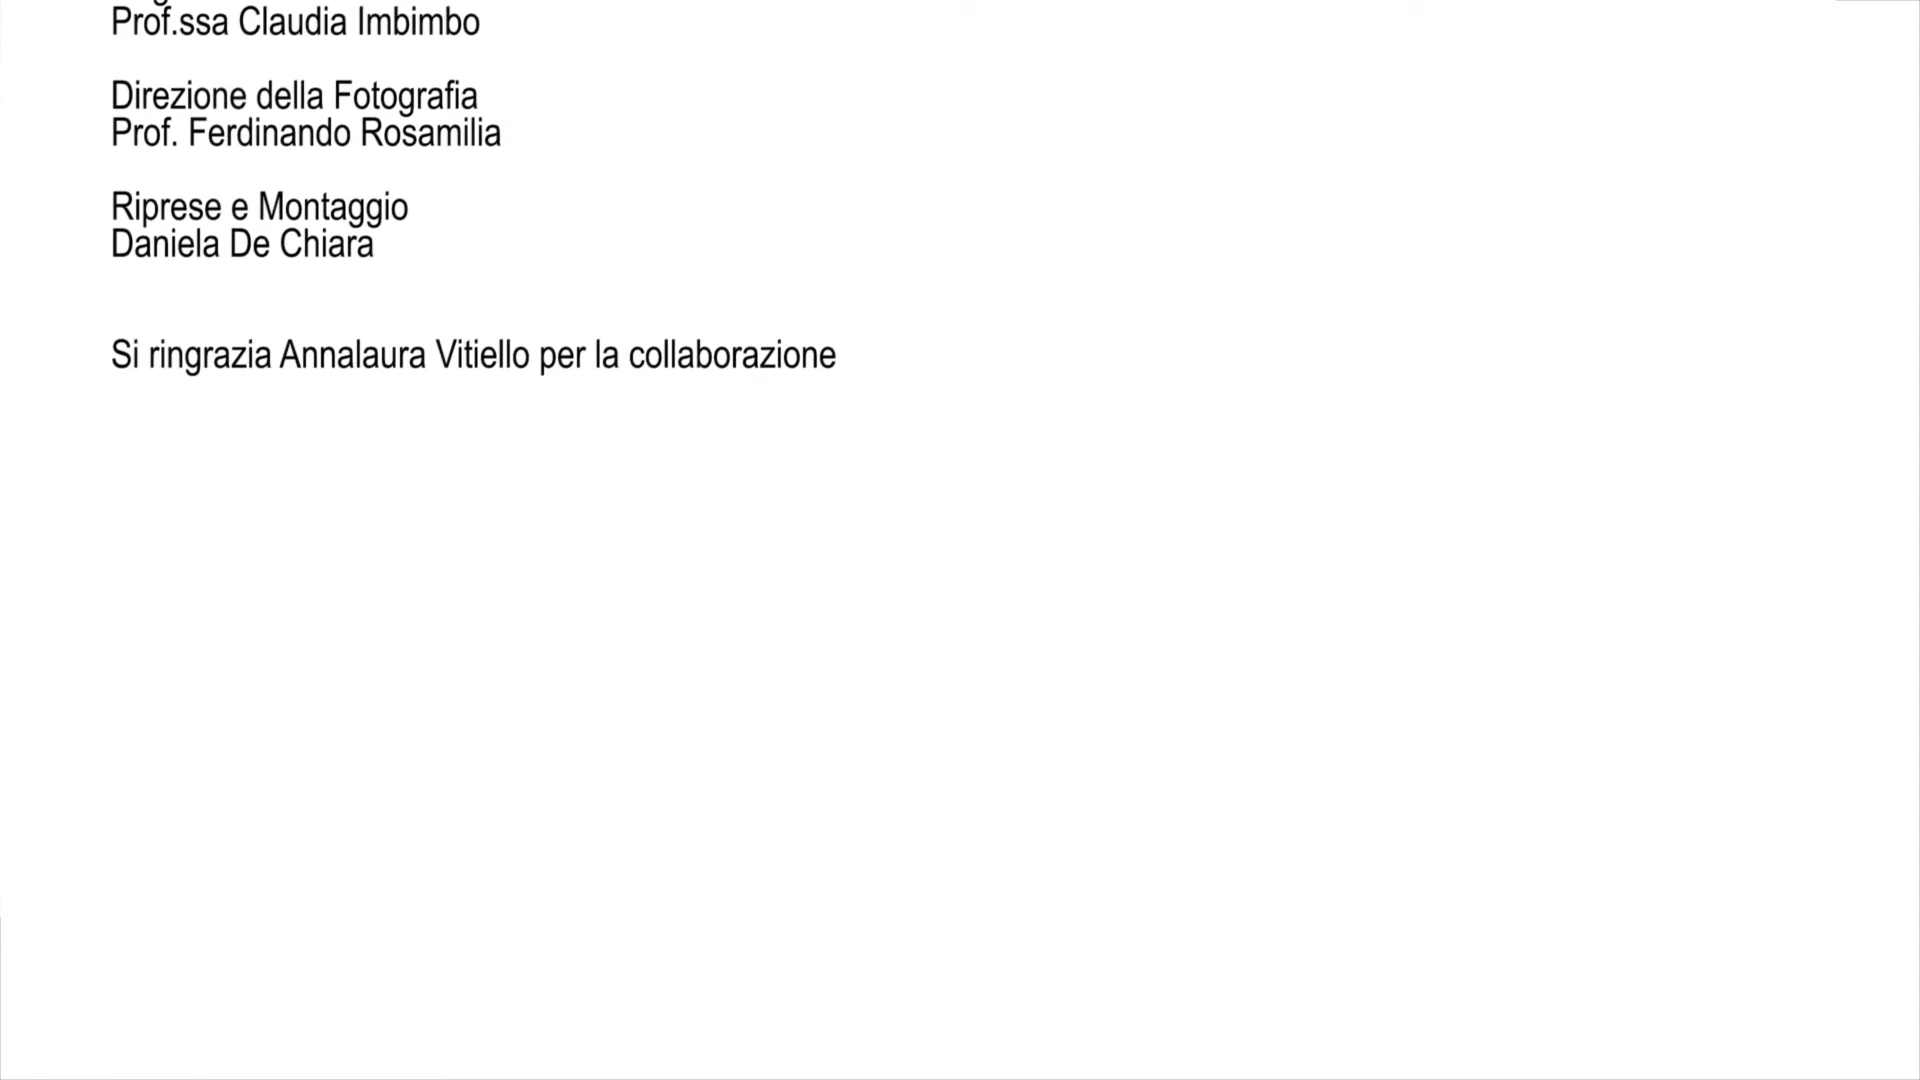 Prof.ssa Claudia Imbimbo
Direzione della Fotografia
Prof. Ferdinando Rosamilia
Riprese e Montaggio
Daniela De Chiara
Si ringrazia Annalaura Vitiello per la collaborazione